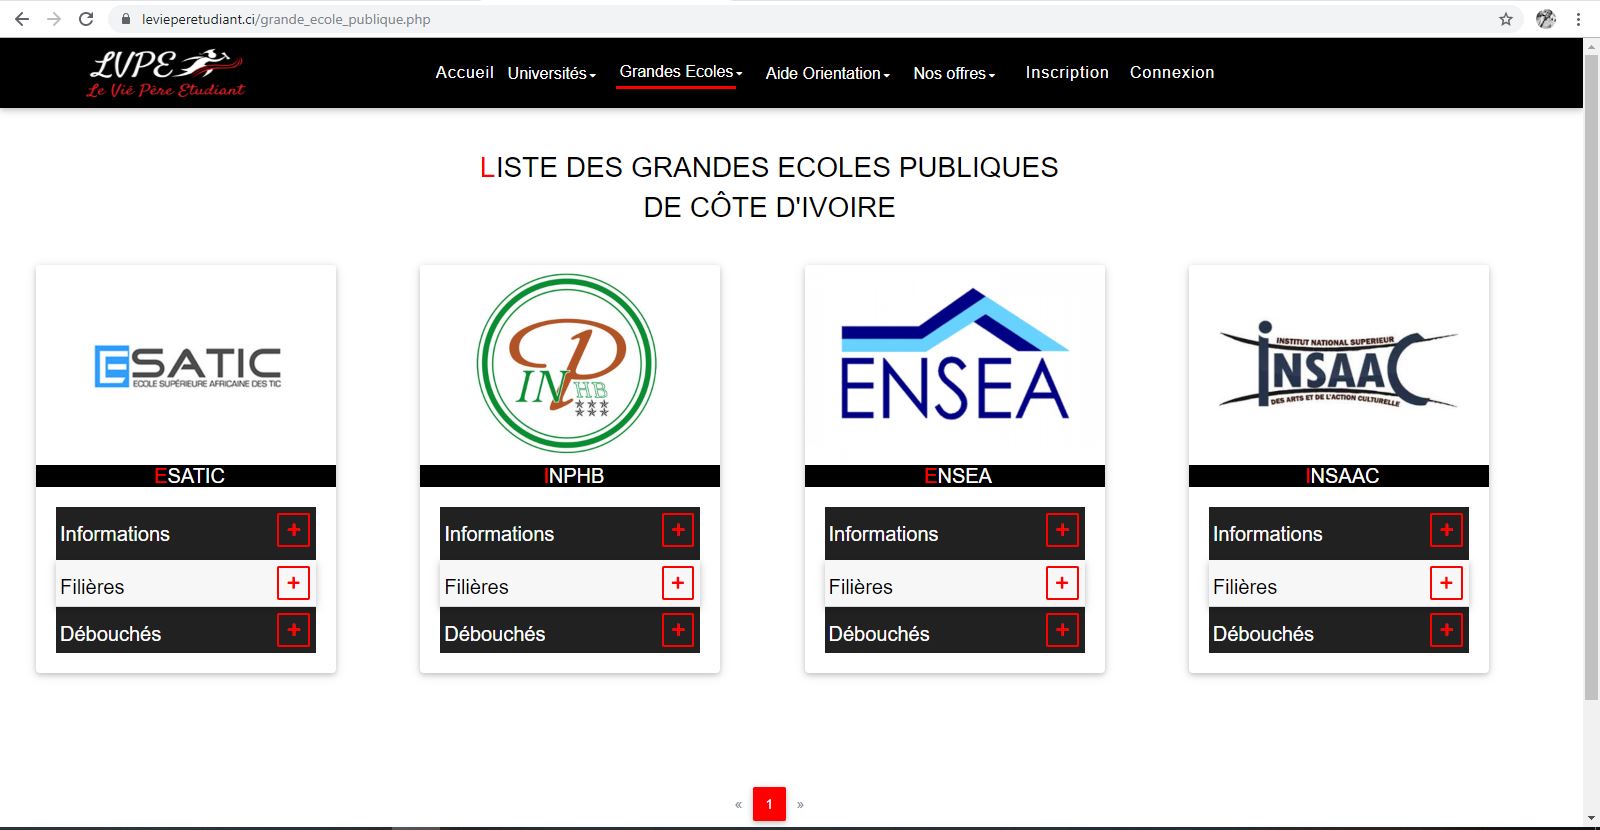 levieperetudiant.ci/grande_ecole_publique.php
LVPE
Le Vié Père Etudiant
Accueil Universités Grandes Ecoles Aide Orientation Nos offres Inscription Connexion
LISTE DES GRANDES ECOLES PUBLIQUES
DE CÔTE D'IVOIRE
ESATIC
ECOLE SUPÉRIEURE AFRICAINE DES TIC
ESATIC
Informations +
Filières +
Débouchés +
INP
HB
INPHB
Informations +
Filières +
Débouchés +
ENSEA
ENSEA
Informations +
Filières +
Débouchés +
INSTITUT NATIONAL SUPERIEUR
INSAAC
DES ARTS ET DE L'ACTION CULTURELLE
INSAAC
Informations +
Filières +
Débouchés +
« 1 »